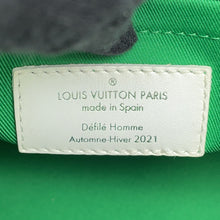 LOUIS VUITTON PARIS
made in Spain
Défilé Homme
Automne-Hiver 2021